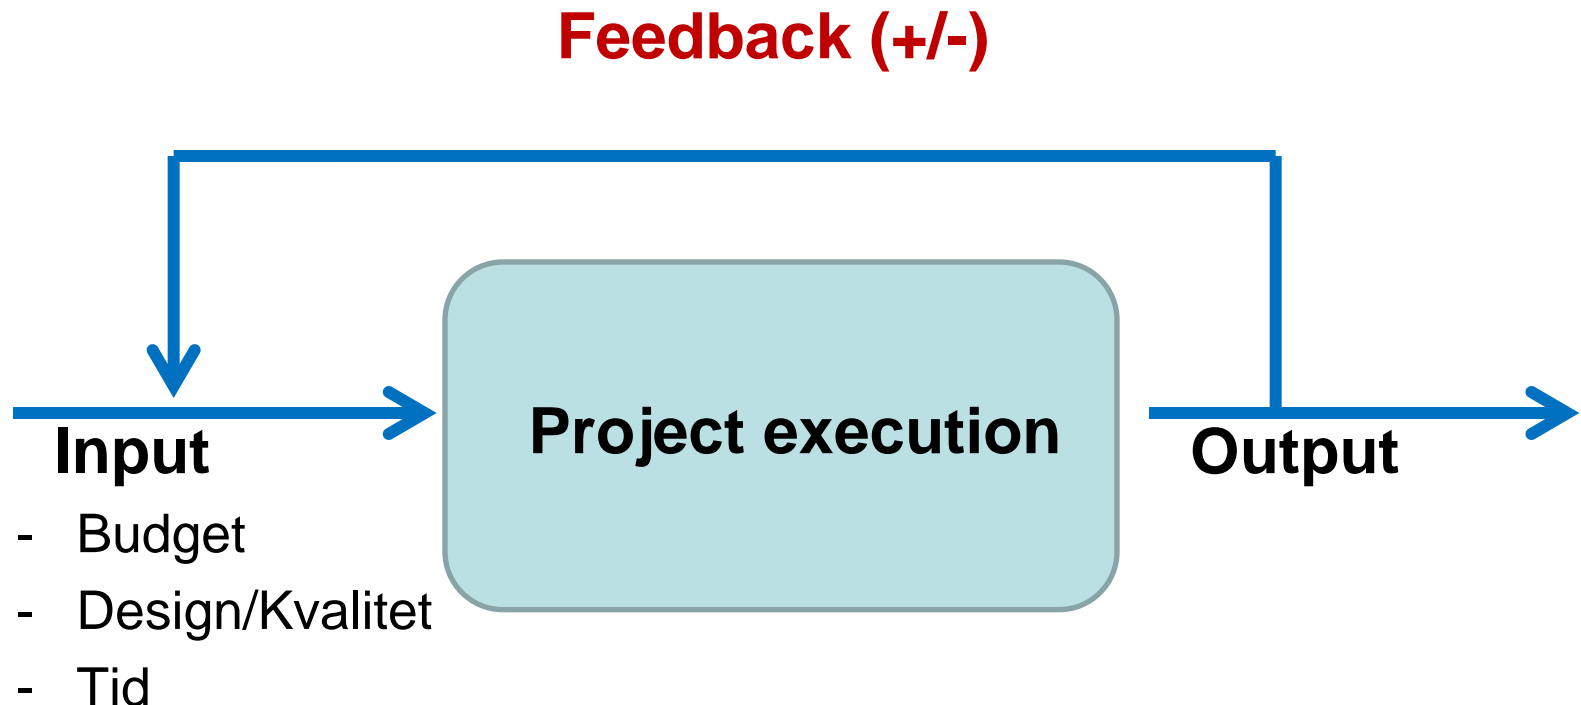 Feedback (+/-)
Project execution
Input
Output
- Budget
- Design/Kvalitet
- Tid